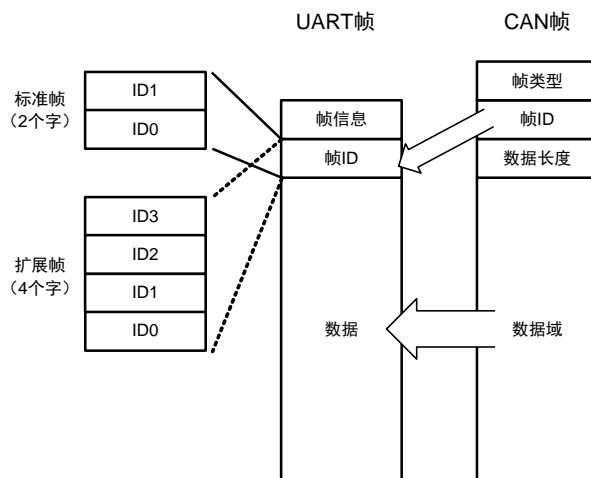 UART帧
CAN帧
标准帧
（2个字）
ID1
ID0
扩展帧
（4个字）
ID3
ID2
ID1
ID0
帧信息
帧ID
数据
帧类型
帧ID
数据长度
数据域